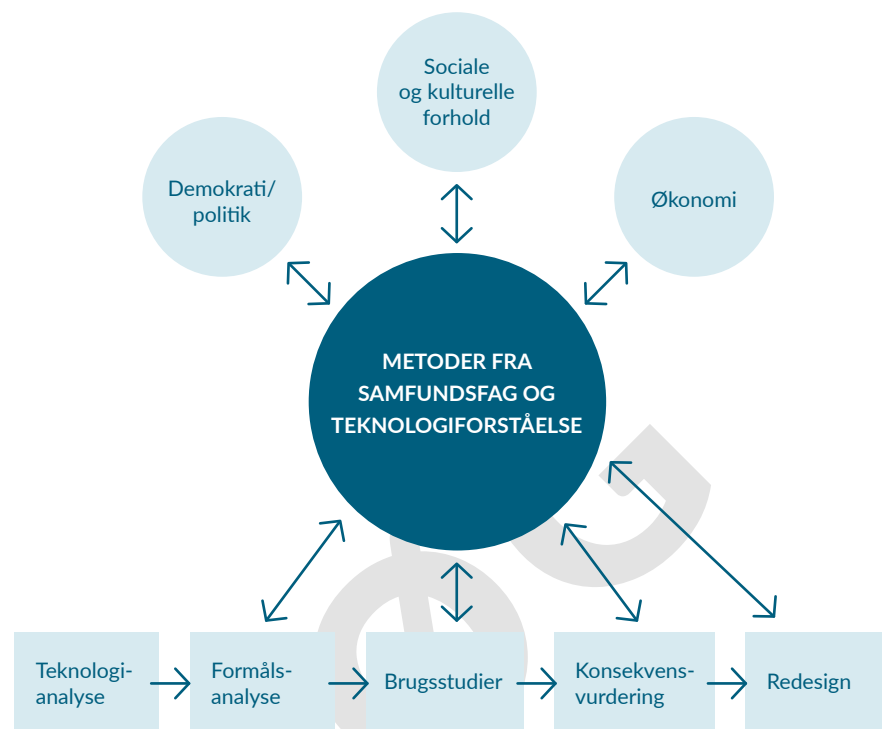 Sociale
og kulturelle
forhold
Demokrati/
politik
Økonomi
METODER FRA
SAMFUNDSFAG OG
TEKNOLOGIFORSTÅELSE
Teknologi-
analyse
Formåls-
analyse
Brugsstudier
Konsekvens-
vurdering
Redesign